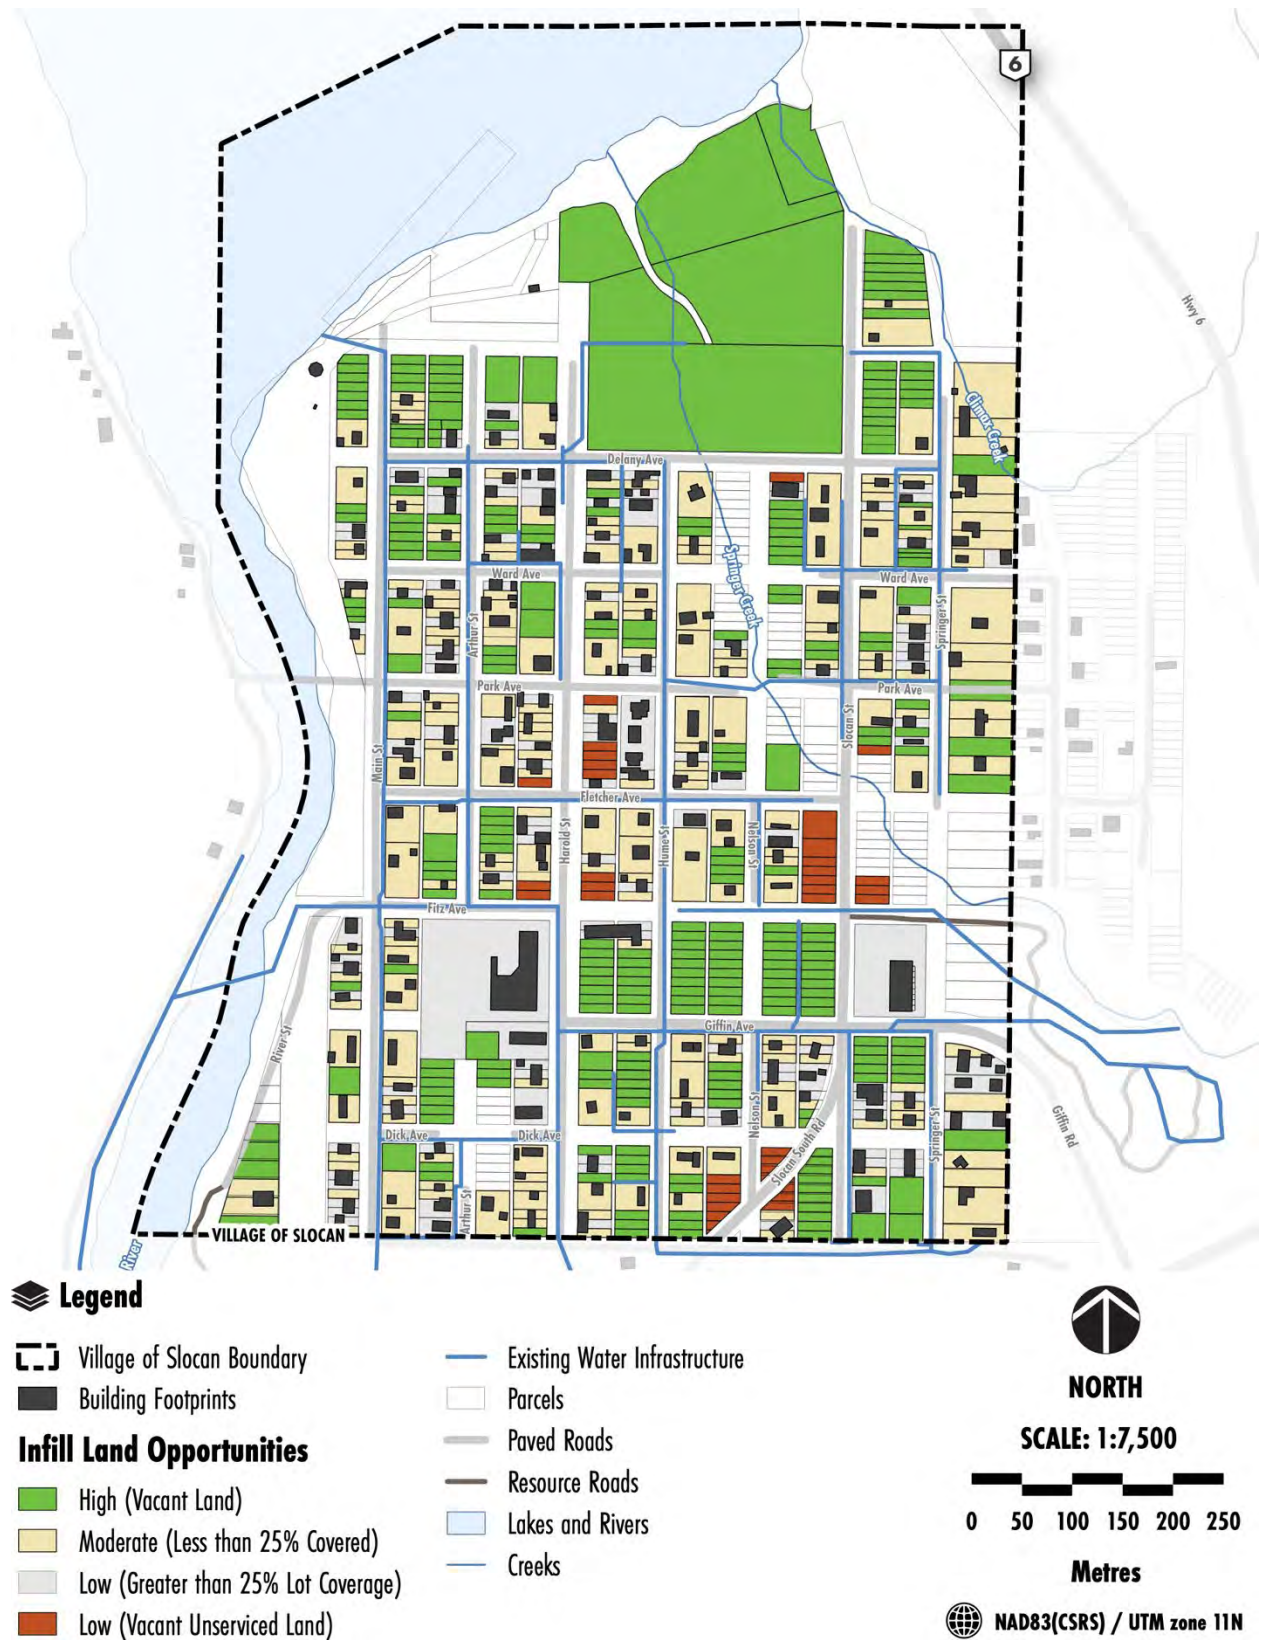 6
Hwy 6
Climax Creek
Delany Ave
Springer Creek
Ward Ave
Ward Ave
Arthur St
Springer St
Park Ave
Park Ave
Main St
Slocan St
Fletcher Ave
Harold St
Hume St
Nelson St
Fitz Ave
Giffin Ave
River St
Nelson St
Slocan South Rd
Springer St
Giffin Rd
Dick Ave
Dick Ave
Arthur St
VILLAGE OF SLOCAN
River
Legend
Village of Slocan Boundary
Building Footprints
Infill Land Opportunities
High (Vacant Land)
Moderate (Less than 25% Covered)
Low (Greater than 25% Lot Coverage)
Low (Vacant Unserviced Land)
Existing Water Infrastructure
Parcels
Paved Roads
Resource Roads
Lakes and Rivers
Creeks
NORTH
SCALE: 1:7,500
0 50 100 150 200 250
Metres
NAD83(CSRS) / UTM zone 11N